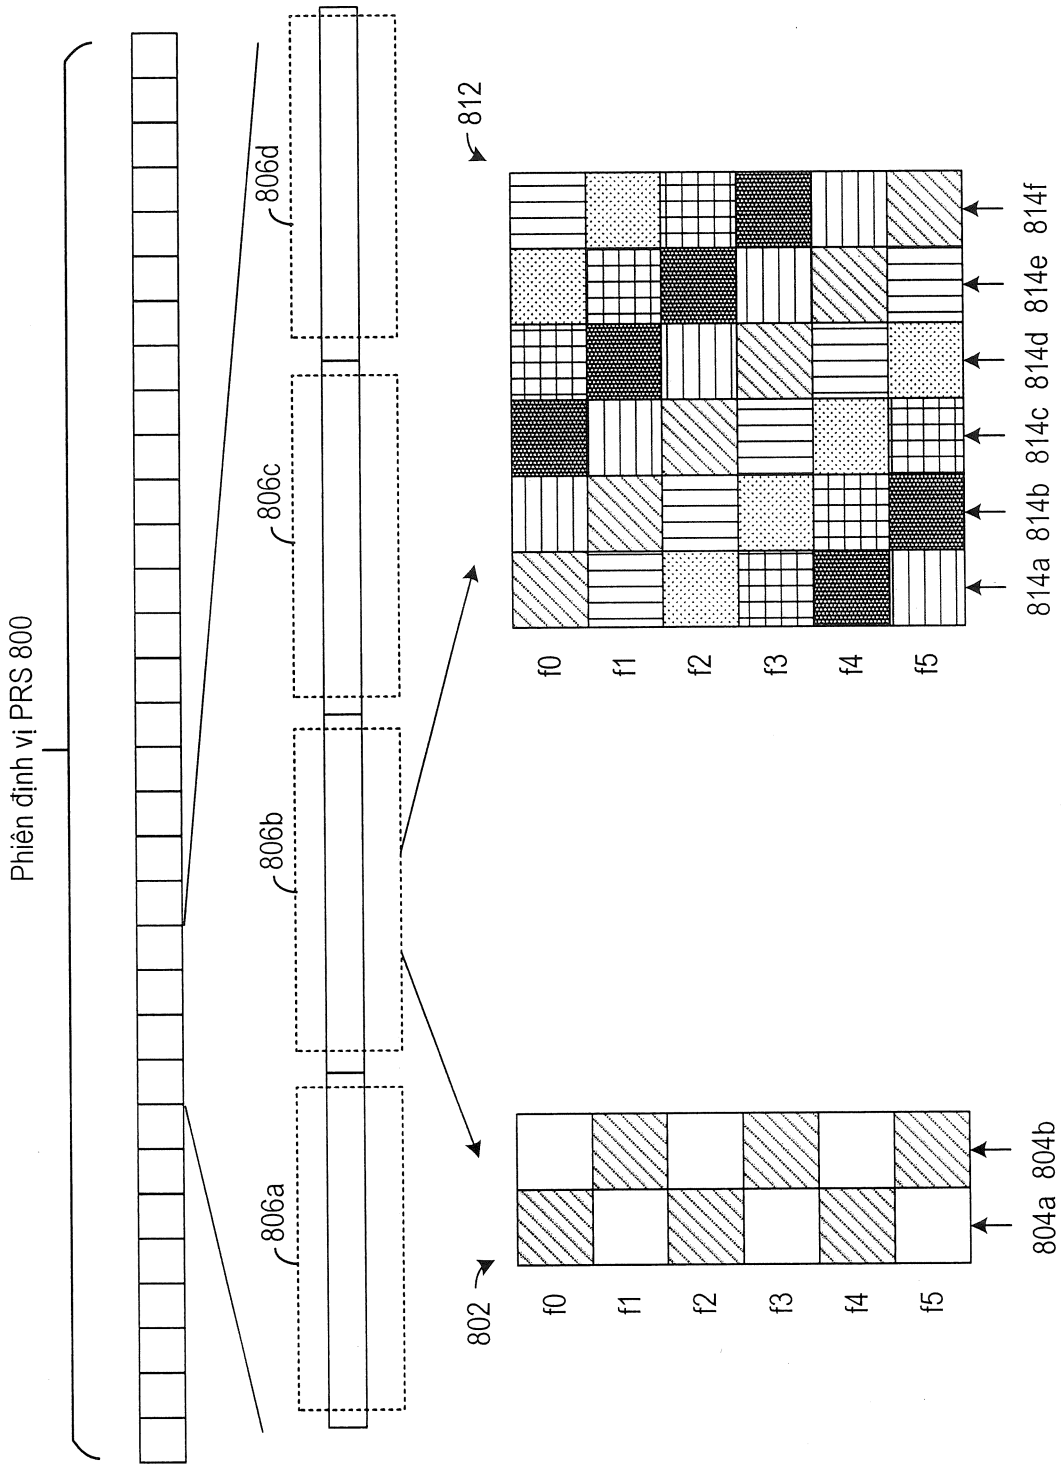 Phiên định vị PRS 800
806a
806b
806c
806d
802
f0
f1
f2
f3
f4
f5
804a
804b
812
f0
f1
f2
f3
f4
f5
814a
814b
814c
814d
814e
814f